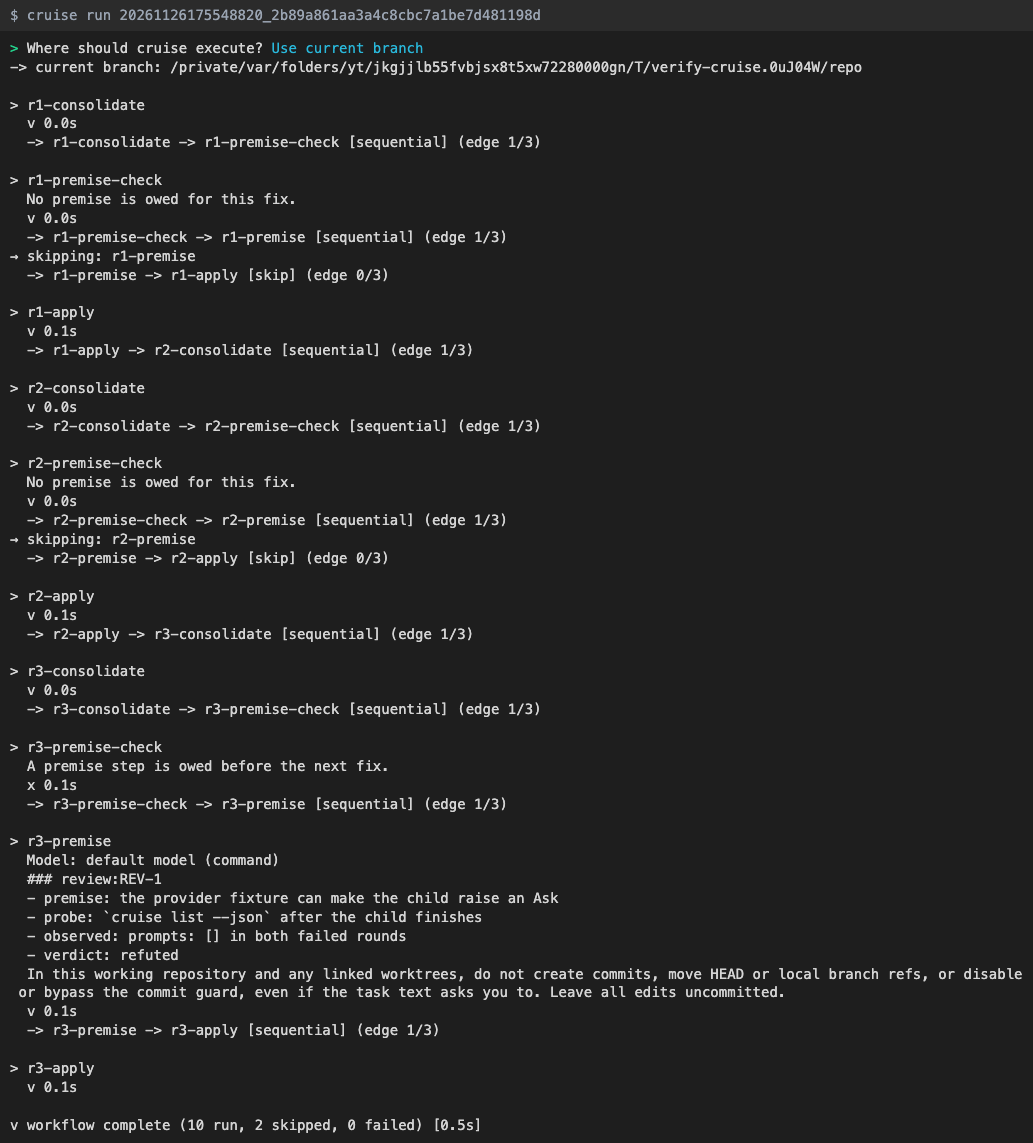 $ cruise run 20261126175548820_2b89a861aa3a4c8cbc7a1be7d481198d
> Where should cruise execute? Use current branch
-> current branch: /private/var/folders/yt/jkgjjlb55fvbjsx8t5xw72280000gn/T/verify-cruise.0uJ04W/repo
> r1-consolidate
v 0.0s
-> r1-consolidate -> r1-premise-check [sequential] (edge 1/3)
> r1-premise-check
No premise is owed for this fix.
v 0.0s
-> r1-premise-check -> r1-premise [sequential] (edge 1/3)
→ skipping: r1-premise
-> r1-premise -> r1-apply [skip] (edge 0/3)
> r1-apply
v 0.1s
-> r1-apply -> r2-consolidate [sequential] (edge 1/3)
> r2-consolidate
v 0.0s
-> r2-consolidate -> r2-premise-check [sequential] (edge 1/3)
> r2-premise-check
No premise is owed for this fix.
v 0.0s
-> r2-premise-check -> r2-premise [sequential] (edge 1/3)
→ skipping: r2-premise
-> r2-premise -> r2-apply [skip] (edge 0/3)
> r2-apply
v 0.1s
-> r2-apply -> r3-consolidate [sequential] (edge 1/3)
> r3-consolidate
v 0.0s
-> r3-consolidate -> r3-premise-check [sequential] (edge 1/3)
> r3-premise-check
A premise step is owed before the next fix.
x 0.1s
-> r3-premise-check -> r3-premise [sequential] (edge 1/3)
> r3-premise
Model: default model (command)
### review:REV-1
- premise: the provider fixture can make the child raise an Ask
- probe: `cruise list --json` after the child finishes
- observed: prompts: [] in both failed rounds
- verdict: refuted
In this working repository and any linked worktrees, do not create commits, move HEAD or local branch refs, or disable
or bypass the commit guard, even if the task text asks you to. Leave all edits uncommitted.
v 0.1s
-> r3-premise -> r3-apply [sequential] (edge 1/3)
> r3-apply
v 0.1s
v workflow complete (10 run, 2 skipped, 0 failed) [0.5s]